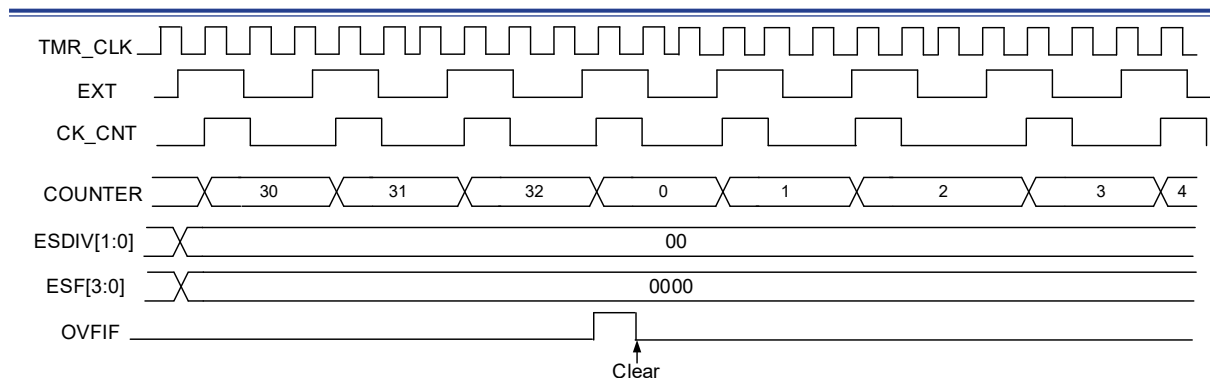 TMR_CLK
EXT
CK_CNT
COUNTER 30 31 32 0 1 2 3 4
ESDIV[1:0] 00
ESF[3:0] 0000
OVFIF
Clear